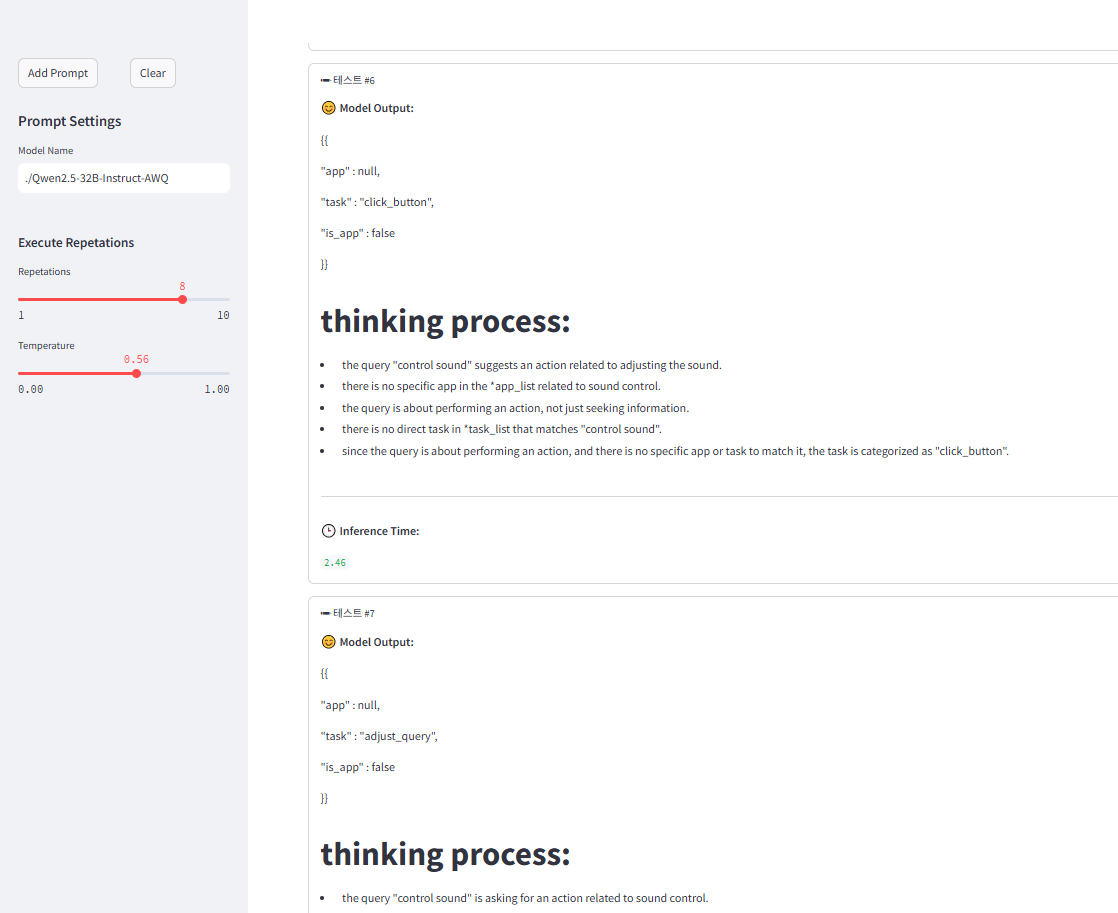 Add Prompt
Clear
Prompt Settings
Model Name
./Qwen2.5-32B-Instruct-AWQ
Execute Repetations
Repetations
8
1
10
Temperature
0.56
0.00
1.00
테스트 #6
Model Output:
{{
"app" : null,
"task" : "click_button",
"is_app" : false
}}
thinking process:
• the query "control sound" suggests an action related to adjusting the sound.
• there is no specific app in the *app_list related to sound control.
• the query is about performing an action, not just seeking information.
• there is no direct task in *task_list that matches "control sound".
• since the query is about performing an action, and there is no specific app or task to match it, the task is categorized as "click_button".
Inference Time:
2.46
테스트 #7
Model Output:
{{
"app" : null,
"task" : "adjust_query",
"is_app" : false
}}
thinking process:
• the query "control sound" is asking for an action related to sound control.